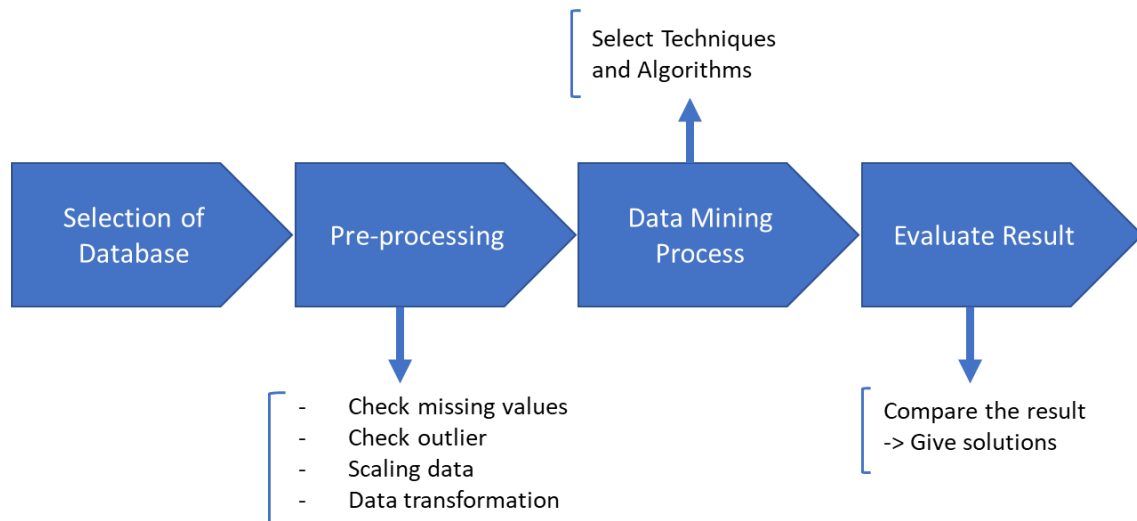 Select Techniques
and Algorithms
Selection of
Database
Pre-processing
Data Mining
Process
Evaluate Result
- Check missing values
- Check outlier
- Scaling data
- Data transformation
Compare the result
-> Give solutions